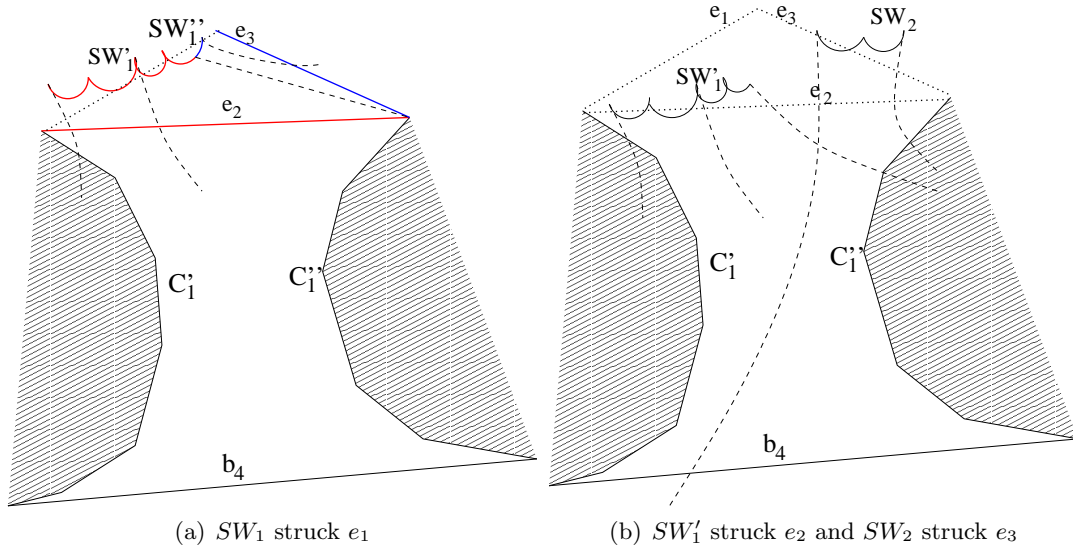 SW'₁
SW''₁
e₃
e₂
C'₁
C''₁
b₄
(a) SW₁ struck e₁
e₁
e₃
SW₂
SW'₁
e₂
C'₁
C''₁
b₄
(b) SW'₁ struck e₂ and SW₂ struck e₃